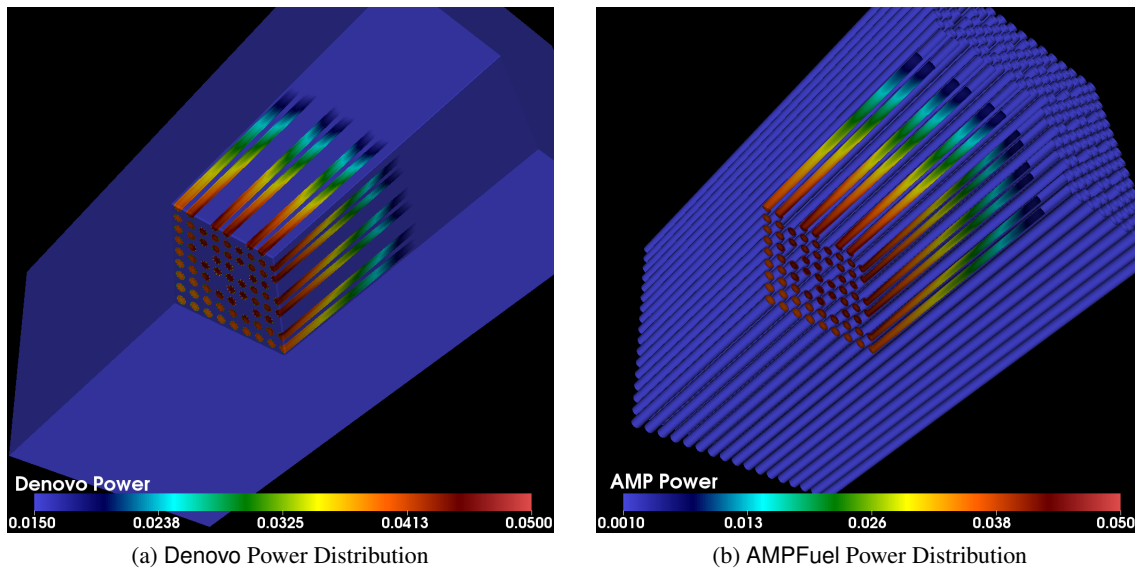 Denovo Power
0.0150 0.0238 0.0325 0.0413 0.0500
(a) Denovo Power Distribution
AMP Power
0.0010 0.013 0.026 0.038 0.050
(b) AMPFuel Power Distribution